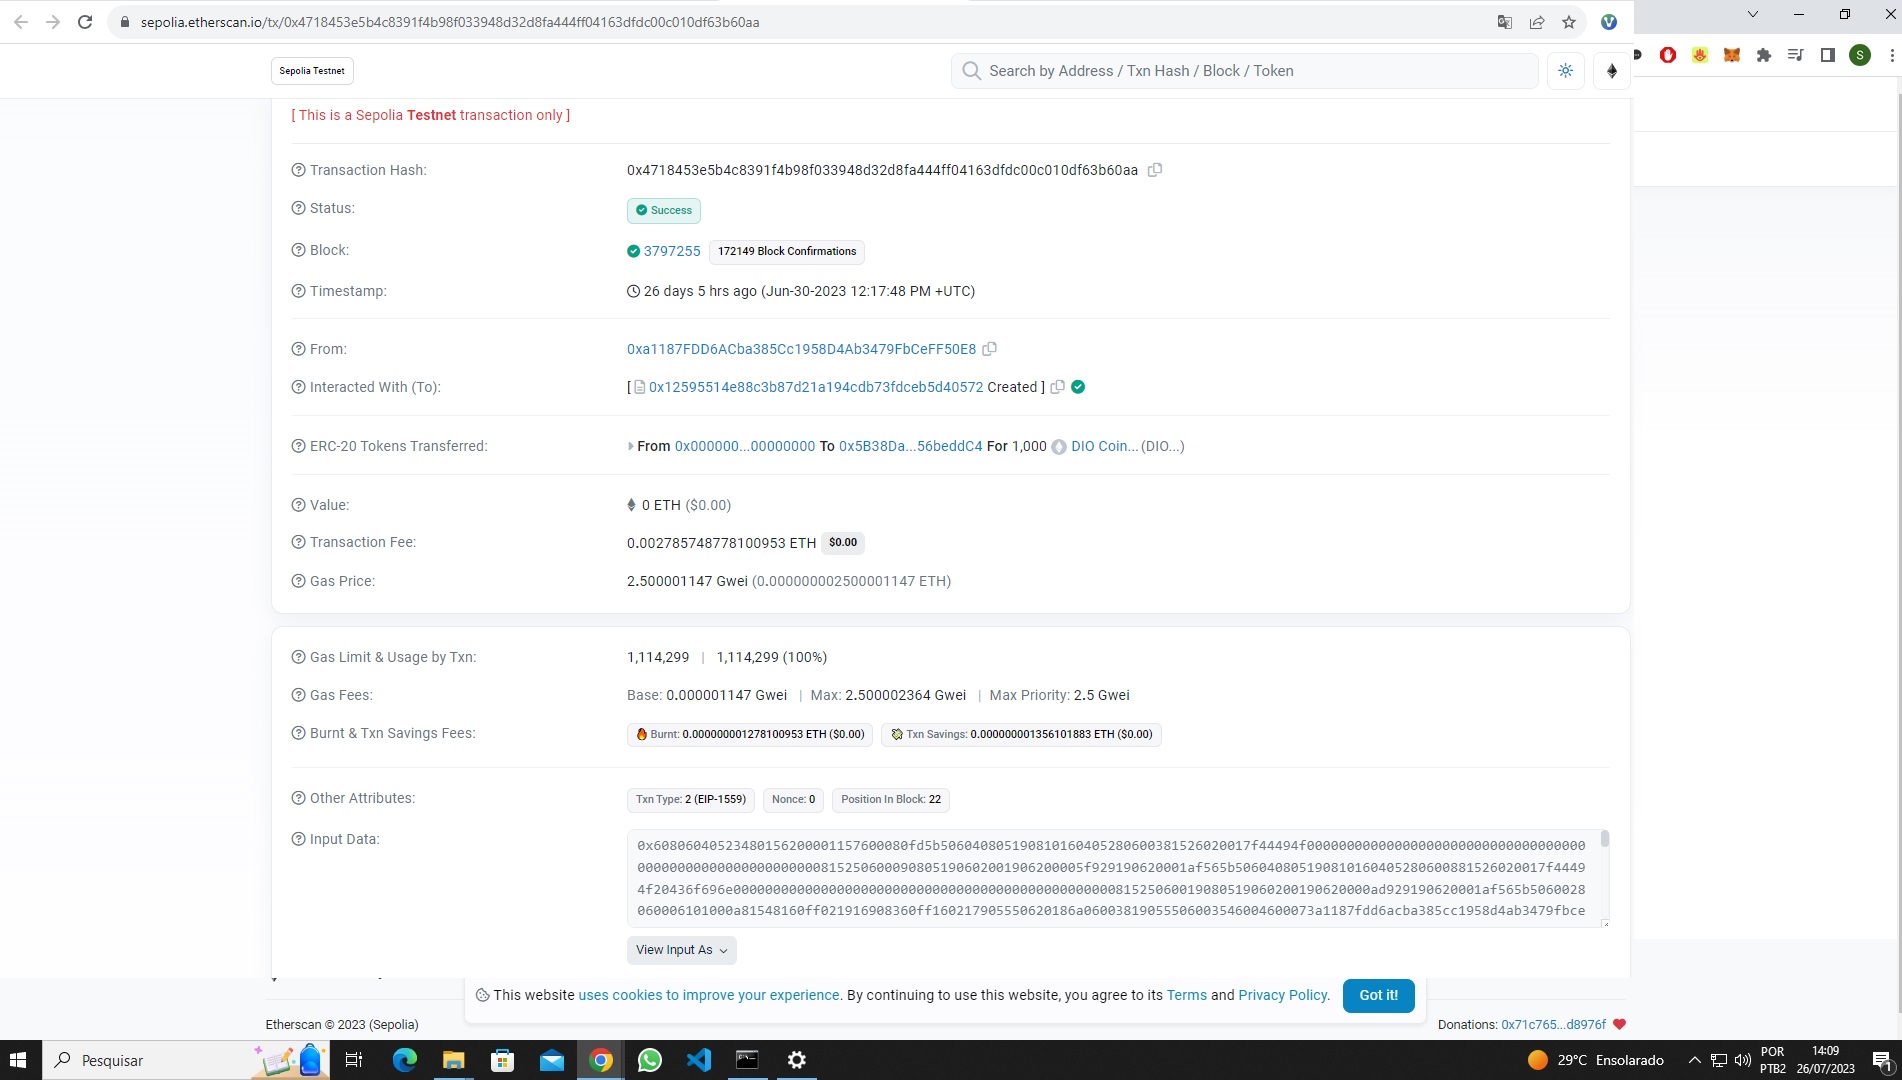 sepolia.etherscan.io/tx/0x4718453e5b4c8391f4b98f033948d32d8fa444ff04163dfdc00c010df63b60aa
S
Sepolia Testnet
Search by Address / Txn Hash / Block / Token
[ This is a Sepolia Testnet transaction only ]
Transaction Hash: 0x4718453e5b4c8391f4b98f033948d32d8fa444ff04163dfdc00c010df63b60aa
Status: Success
Block: 3797255 172149 Block Confirmations
Timestamp: 26 days 5 hrs ago (Jun-30-2023 12:17:48 PM +UTC)
From: 0xa1187FDD6ACba385Cc1958D4Ab3479FbCeFF50E8
Interacted With (To): [ 0x12595514e88c3b87d21a194cdb73fdceb5d40572 Created ]
ERC-20 Tokens Transferred: From 0x000000...00000000 To 0x5B38Da...56beddC4 For 1,000 DIO Coin... (DIO...)
Value: 0 ETH ($0.00)
Transaction Fee: 0.002785748778100953 ETH $0.00
Gas Price: 2.500001147 Gwei (0.000000002500001147 ETH)
Gas Limit & Usage by Txn: 1,114,299 | 1,114,299 (100%)
Gas Fees: Base: 0.000001147 Gwei | Max: 2.500002364 Gwei | Max Priority: 2.5 Gwei
Burnt & Txn Savings Fees: Burnt: 0.000000001278100953 ETH ($0.00) Txn Savings: 0.000000001356101883 ETH ($0.00)
Other Attributes: Txn Type: 2 (EIP-1559) Nonce: 0 Position In Block: 22
Input Data:
View Input As
This website uses cookies to improve your experience. By continuing to use this website, you agree to its Terms and Privacy Policy. Got it!
Etherscan © 2023 (Sepolia) Donations: 0x71c765...d8976f
Pesquisar 29°C Ensolarado POR PTB2 14:09 26/07/2023 1